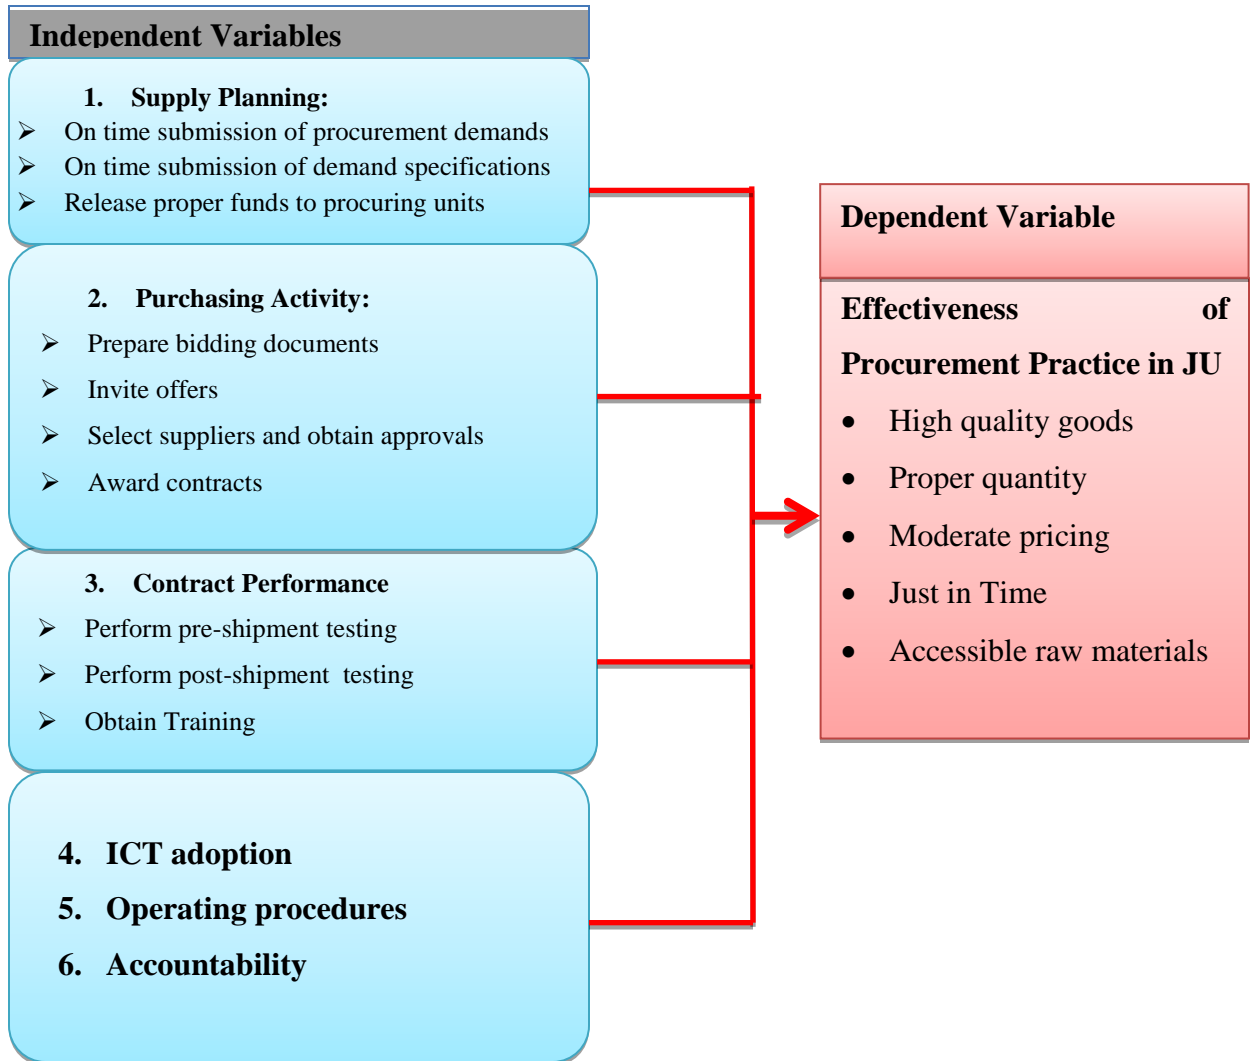 Independent Variables
1. Supply Planning:
➢ On time submission of procurement demands
➢ On time submission of demand specifications
➢ Release proper funds to procuring units
2. Purchasing Activity:
➢ Prepare bidding documents
➢ Invite offers
➢ Select suppliers and obtain approvals
➢ Award contracts
3. Contract Performance
➢ Perform pre-shipment testing
➢ Perform post-shipment testing
➢ Obtain Training
4. ICT adoption
5. Operating procedures
6. Accountability
Dependent Variable
Effectiveness of
Procurement Practice in JU
• High quality goods
• Proper quantity
• Moderate pricing
• Just in Time
• Accessible raw materials